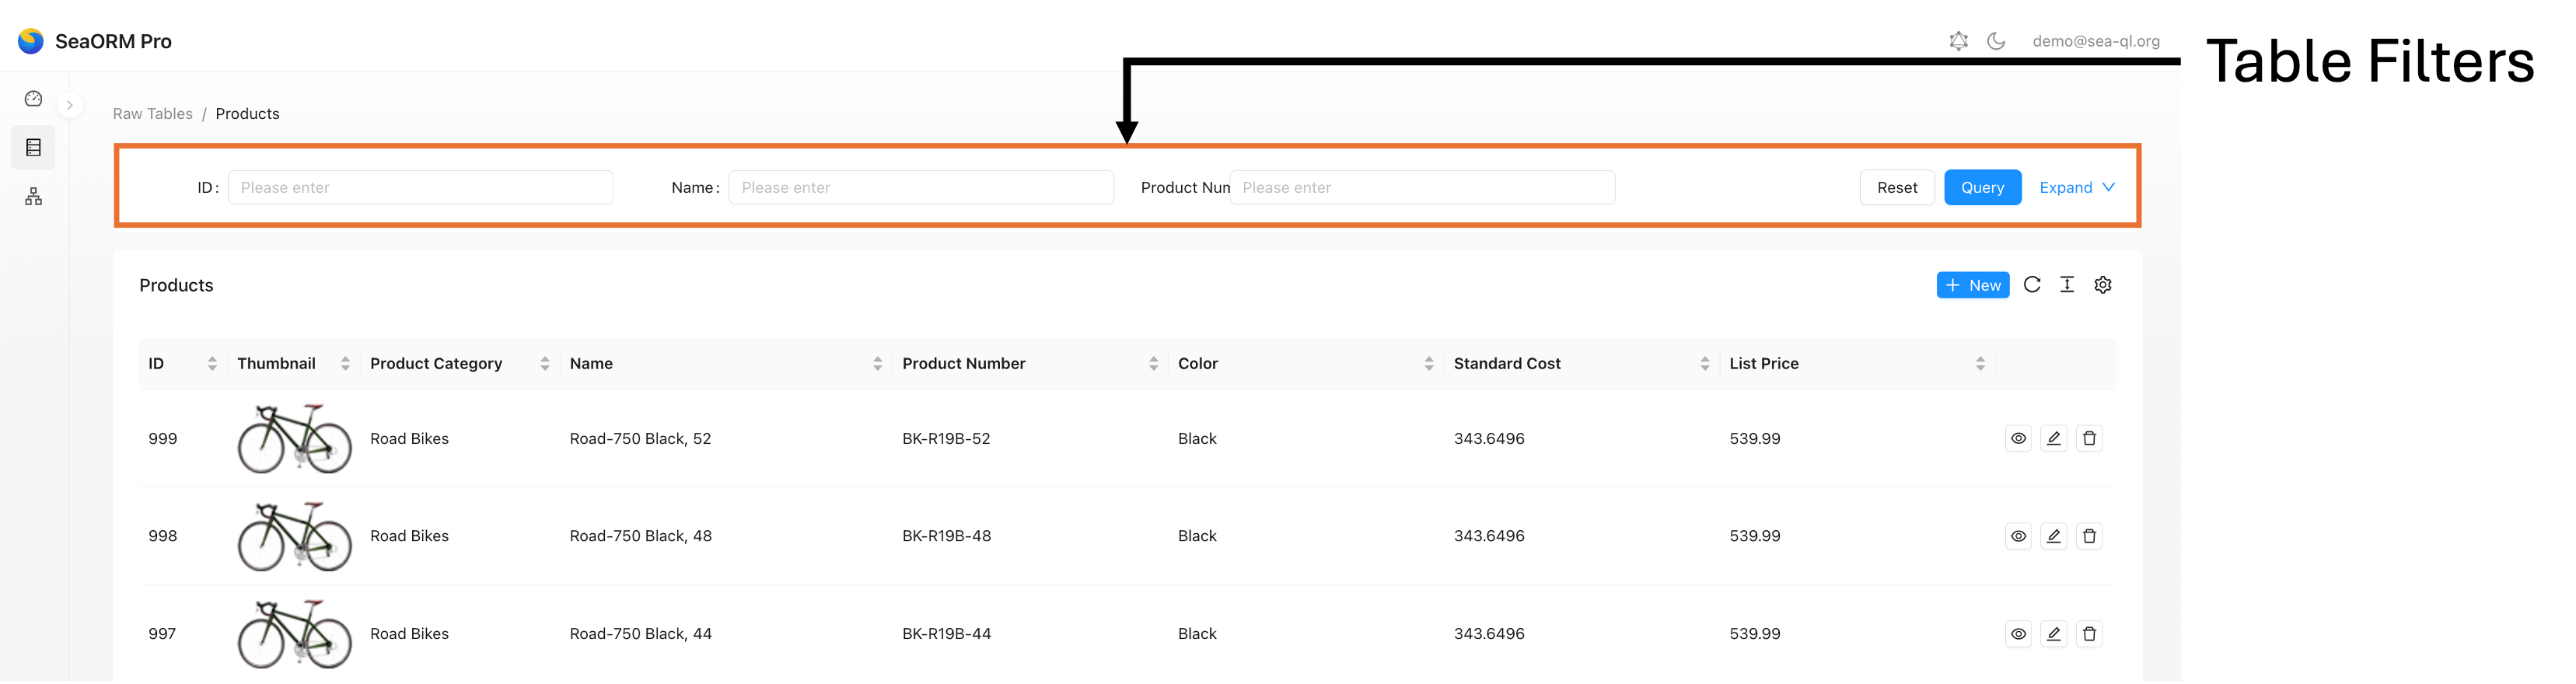 SeaORM Pro
demo@sea-ql.org
Table Filters
Raw Tables / Products
ID : Please enter Name : Please enter Product Num Please enter Reset Query Expand
Products
+ New
ID Thumbnail Product Category Name Product Number Color Standard Cost List Price
999 Road Bikes Road-750 Black, 52 BK-R19B-52 Black 343.6496 539.99
998 Road Bikes Road-750 Black, 48 BK-R19B-48 Black 343.6496 539.99
997 Road Bikes Road-750 Black, 44 BK-R19B-44 Black 343.6496 539.99